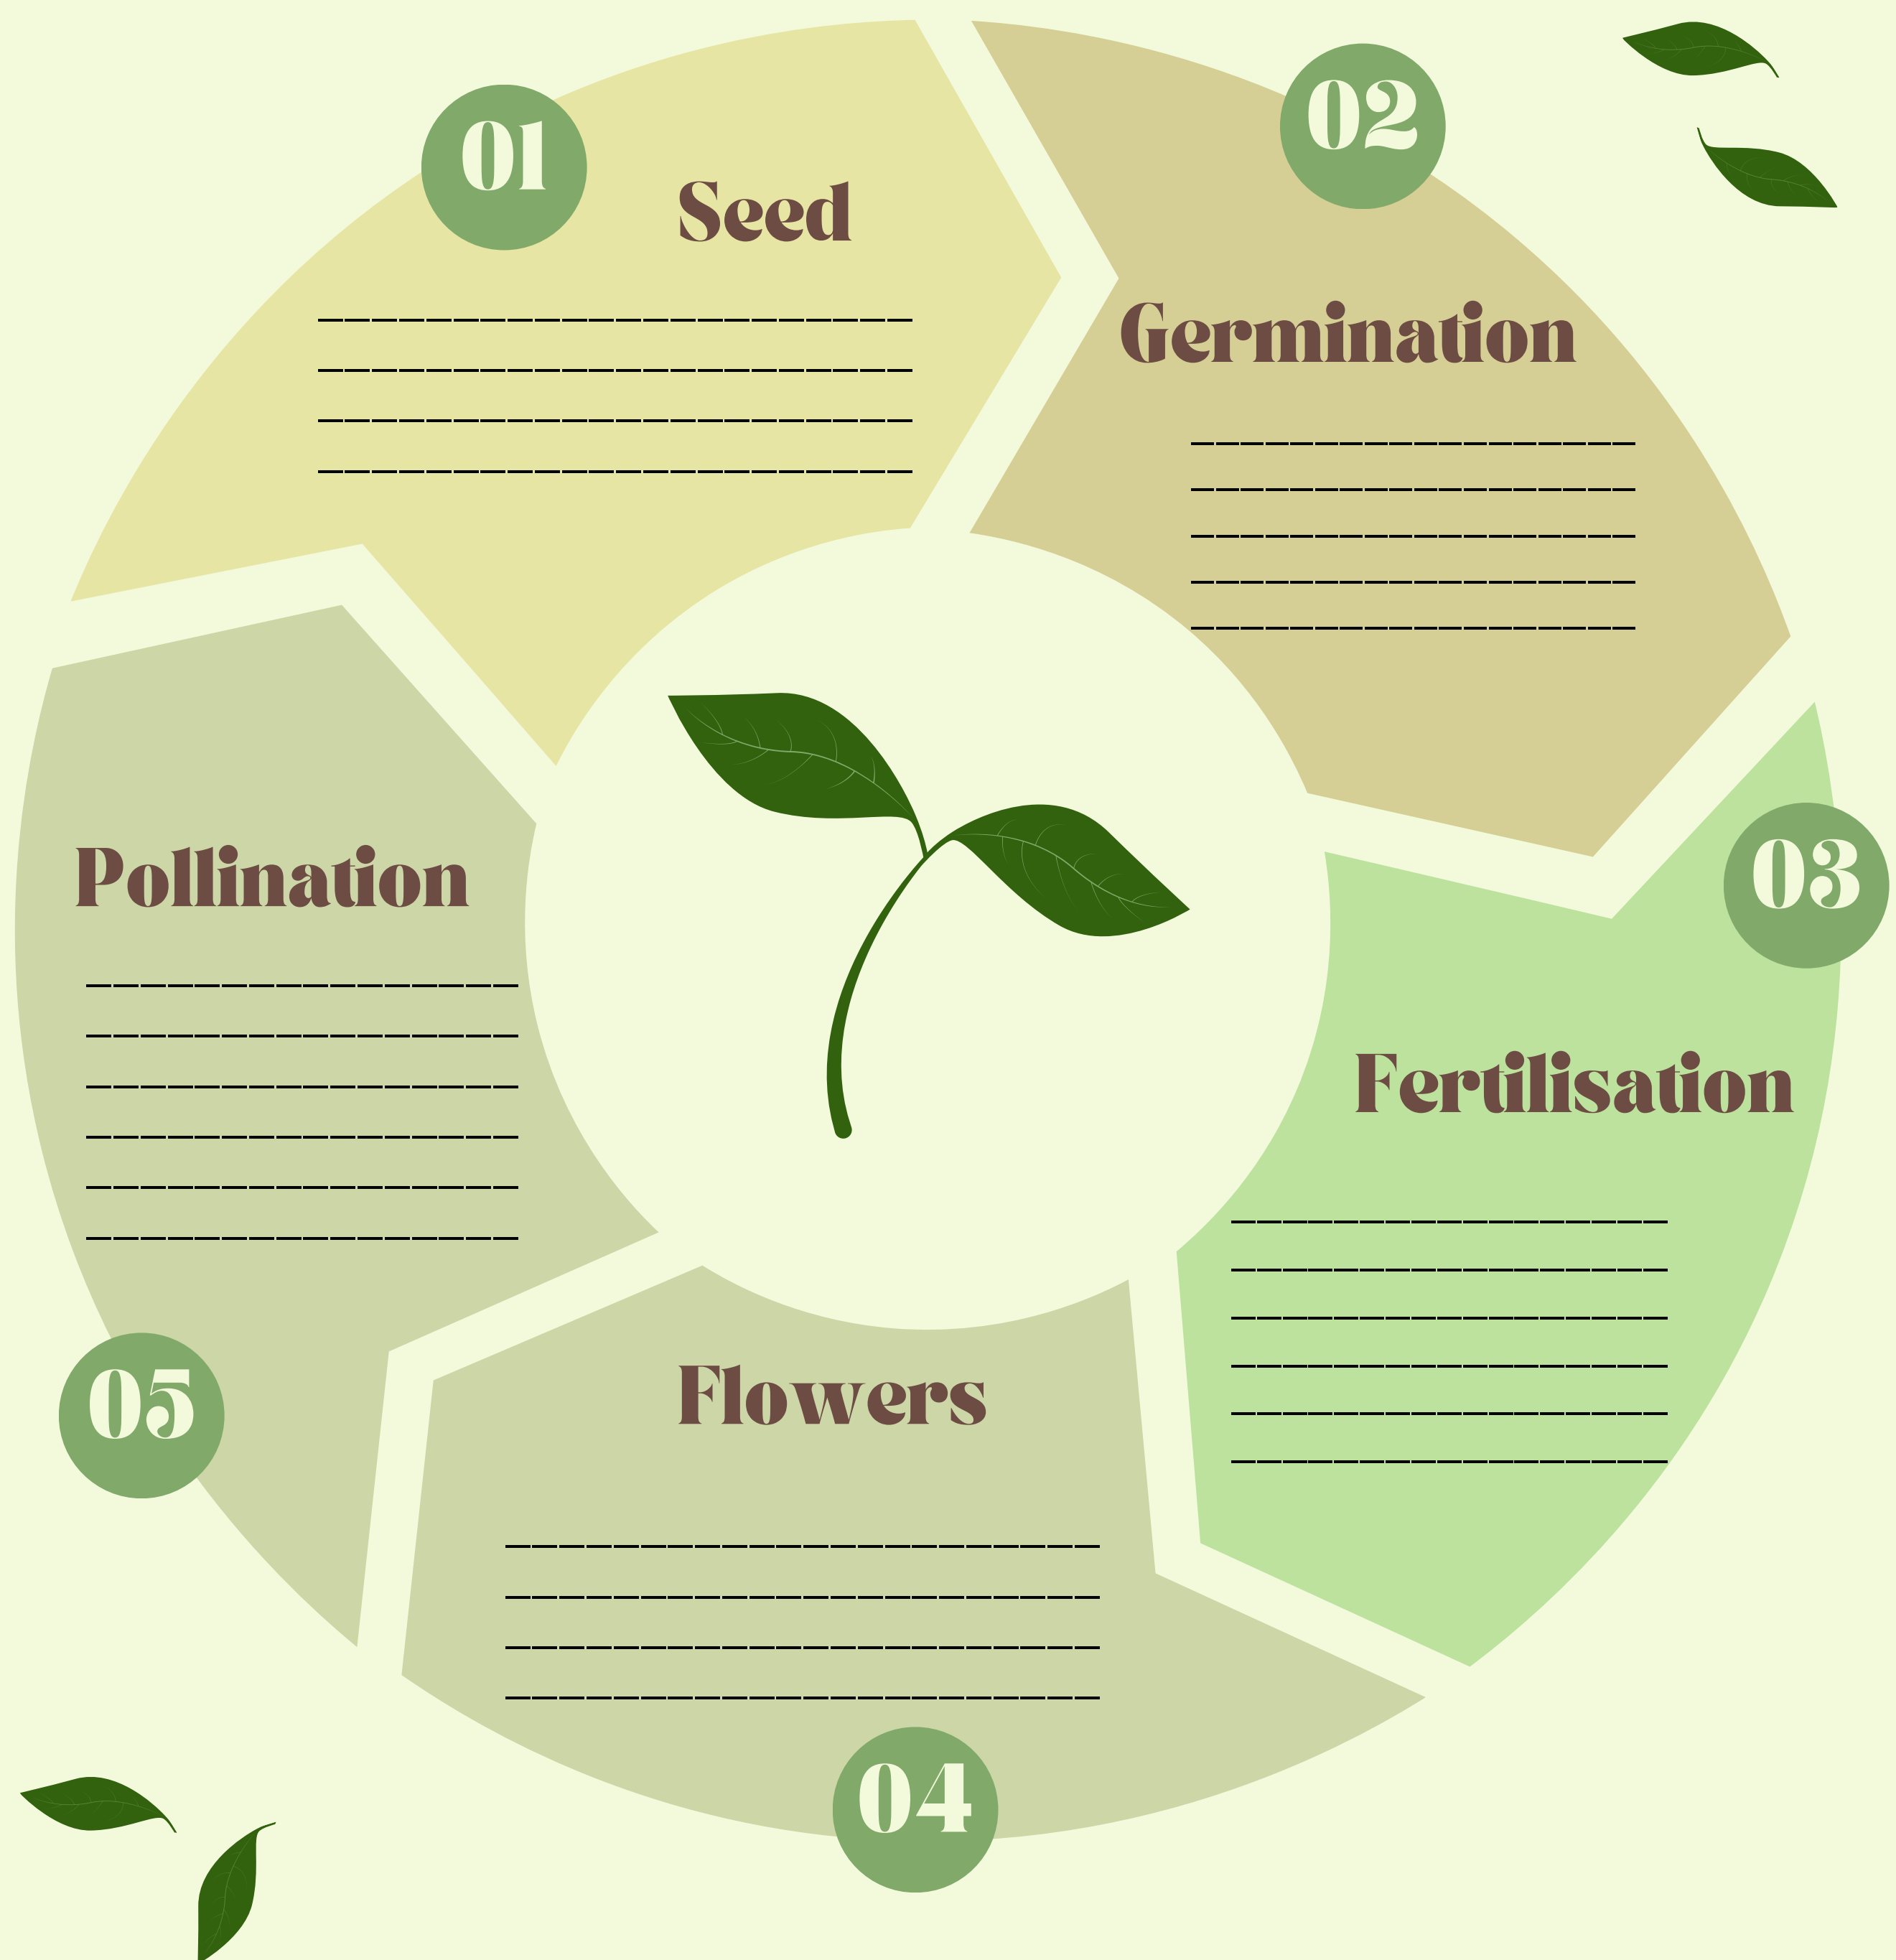 01
Seed
02
Germination
03
Fertilisation
04
Flowers
05
Pollination